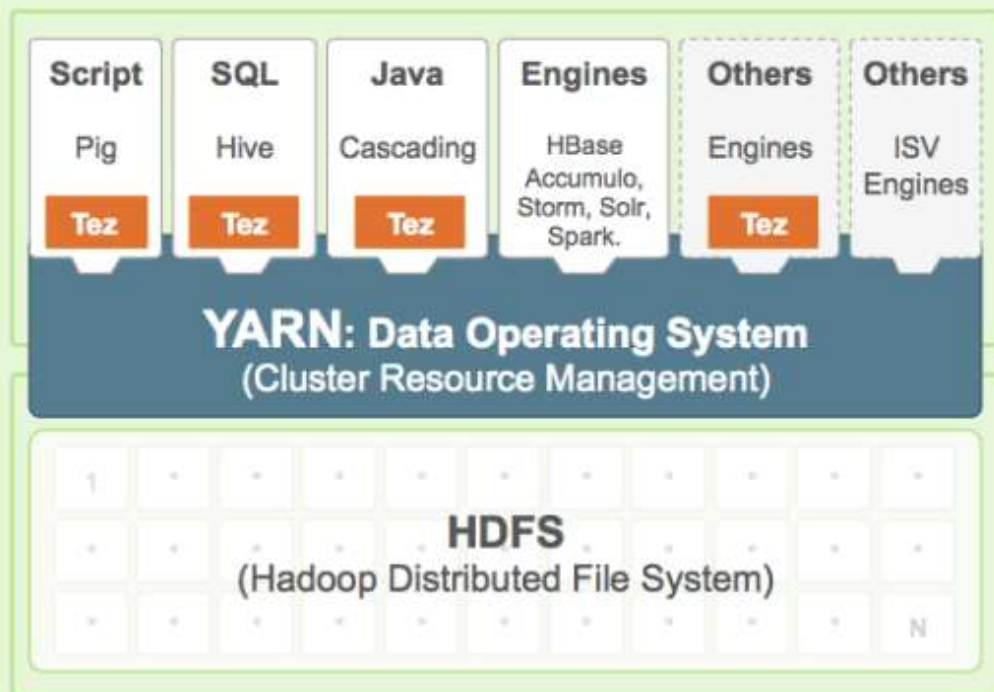 Script
Pig
Tez
SQL
Hive
Tez
Java
Cascading
Tez
Engines
HBase
Accumulo,
Storm, Solr,
Spark.
Others
Engines
Tez
Others
ISV
Engines
YARN: Data Operating System
(Cluster Resource Management)
1
HDFS
(Hadoop Distributed File System)
N